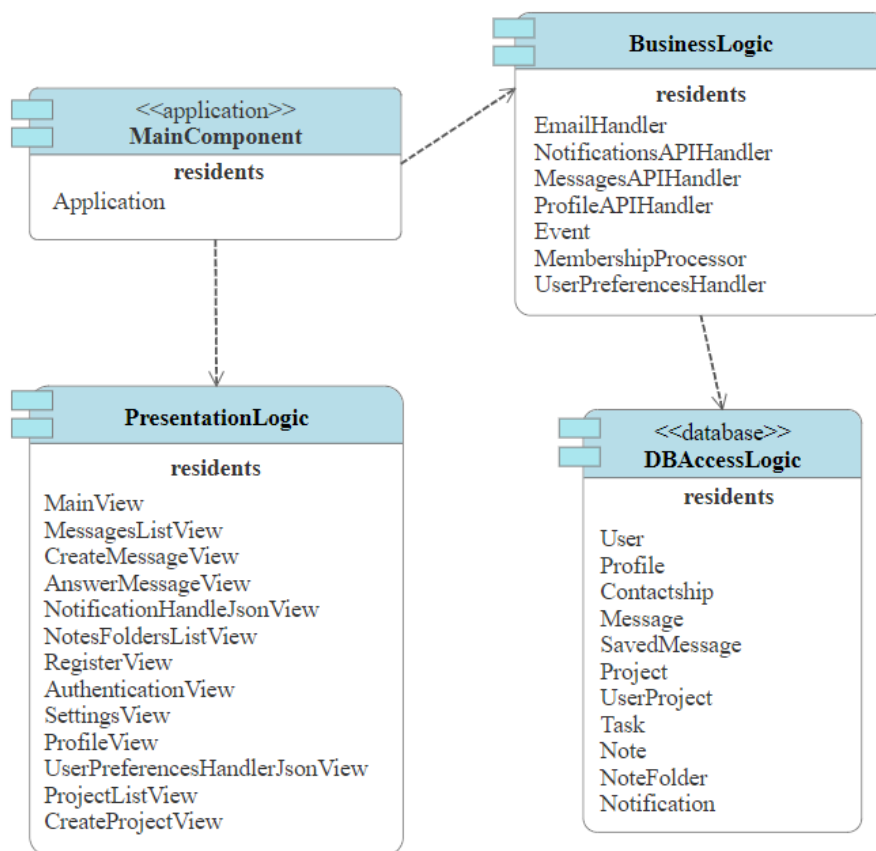 <<application>>
MainComponent
residents
Application
BusinessLogic
residents
EmailHandler
NotificationsAPIHandler
MessagesAPIHandler
ProfileAPIHandler
Event
MembershipProcessor
UserPreferencesHandler
PresentationLogic
residents
MainView
MessagesListView
CreateMessageView
AnswerMessageView
NotificationHandleJsonView
NotesFoldersListView
RegisterView
AuthenticationView
SettingsView
ProfileView
UserPreferencesHandlerJsonView
ProjectListView
CreateProjectView
<<database>>
DBAccessLogic
residents
User
Profile
Contactship
Message
SavedMessage
Project
UserProject
Task
Note
NoteFolder
Notification